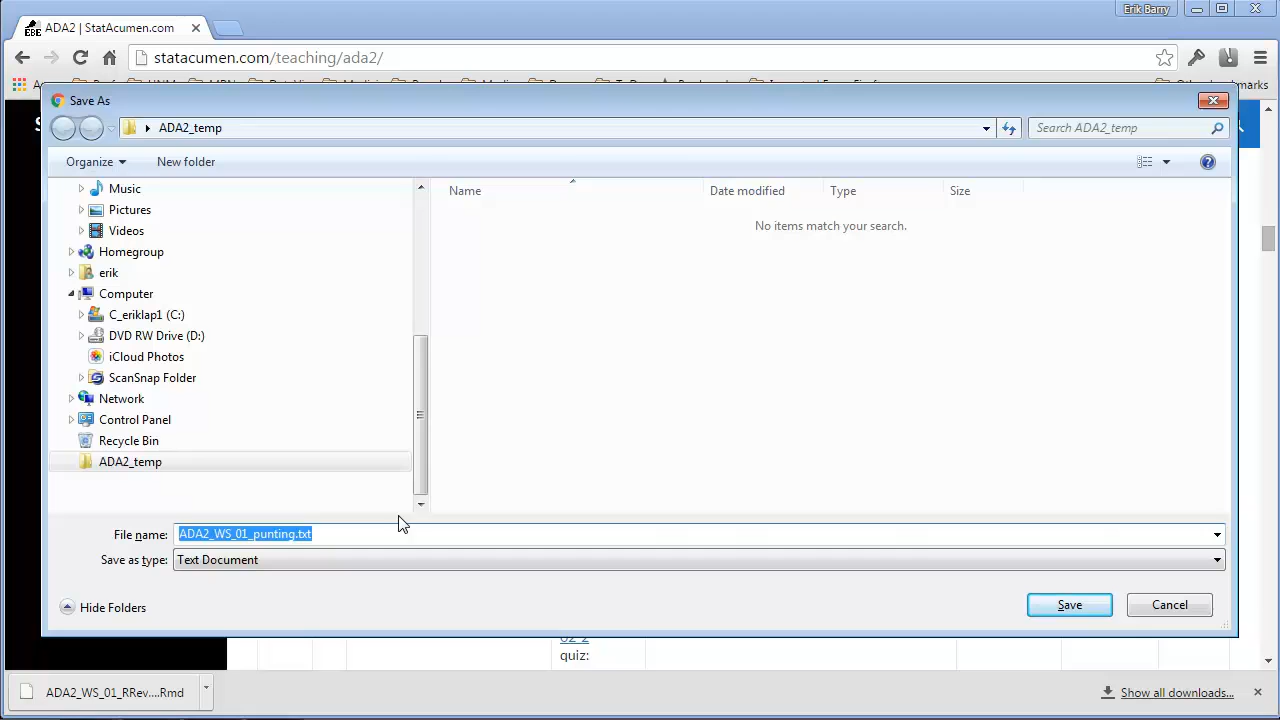 Erik Barry
ADA2 | StatAcumen.com
statacumen.com/teaching/ada2/
Save As
ADA2_temp
Search ADA2_temp
Organize
New folder
Music
Pictures
Videos
Homegroup
erik
Computer
C_eriklap1 (C:)
DVD RW Drive (D:)
iCloud Photos
ScanSnap Folder
Network
Control Panel
Recycle Bin
ADA2_temp
Name
Date modified
Type
Size
No items match your search.
File name:
ADA2_WS_01_punting.txt
Save as type:
Text Document
Hide Folders
Save
Cancel
02-2
quiz:
ADA2_WS_01_RRev....Rmd
Show all downloads...